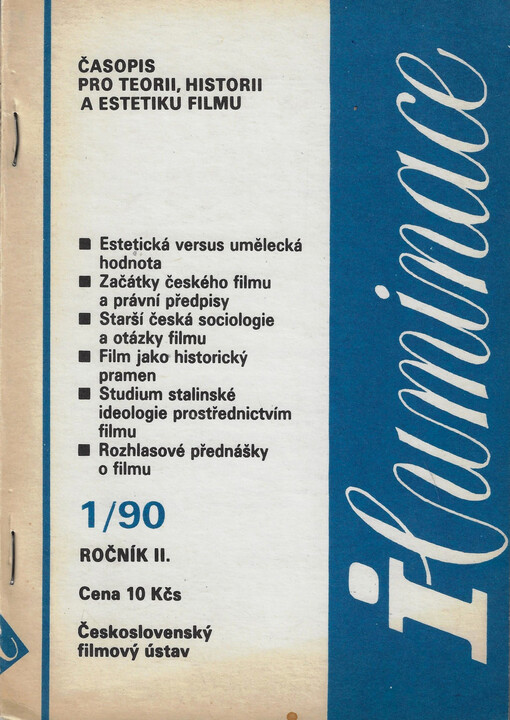 ČASOPIS
PRO TEORII, HISTORII
A ESTETIKU FILMU
■ Estetická versus umělecká
hodnota
■ Začátky českého filmu
a právní předpisy
■ Starší česká sociologie
a otázky filmu
■ Film jako historický
pramen
■ Studium stalinské
ideologie prostřednictvím
filmu
■ Rozhlasové přednášky
o filmu
1/90
ROČNÍK II.
Cena 10 Kčs
Československý
filmový ústav
iluminace